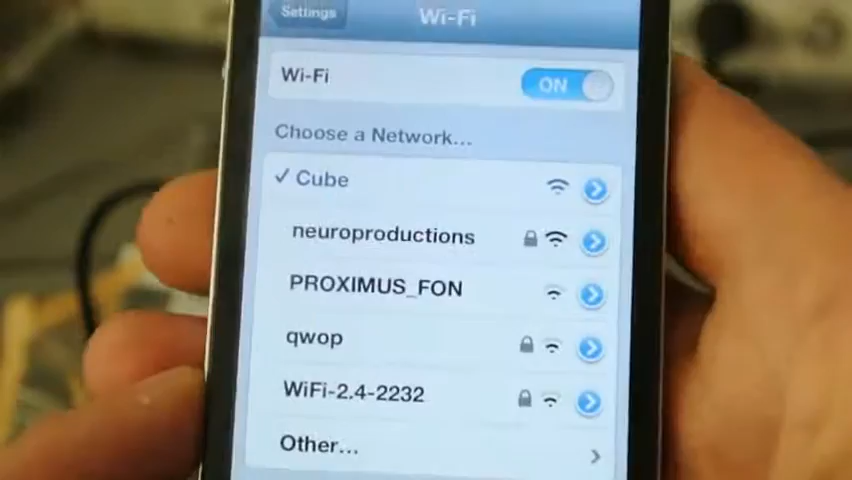 Settings
Wi-Fi
Wi-Fi
ON
Choose a Network...
✓ Cube
neuroproductions
PROXIMUS_FON
qwop
WiFi-2.4-2232
Other...